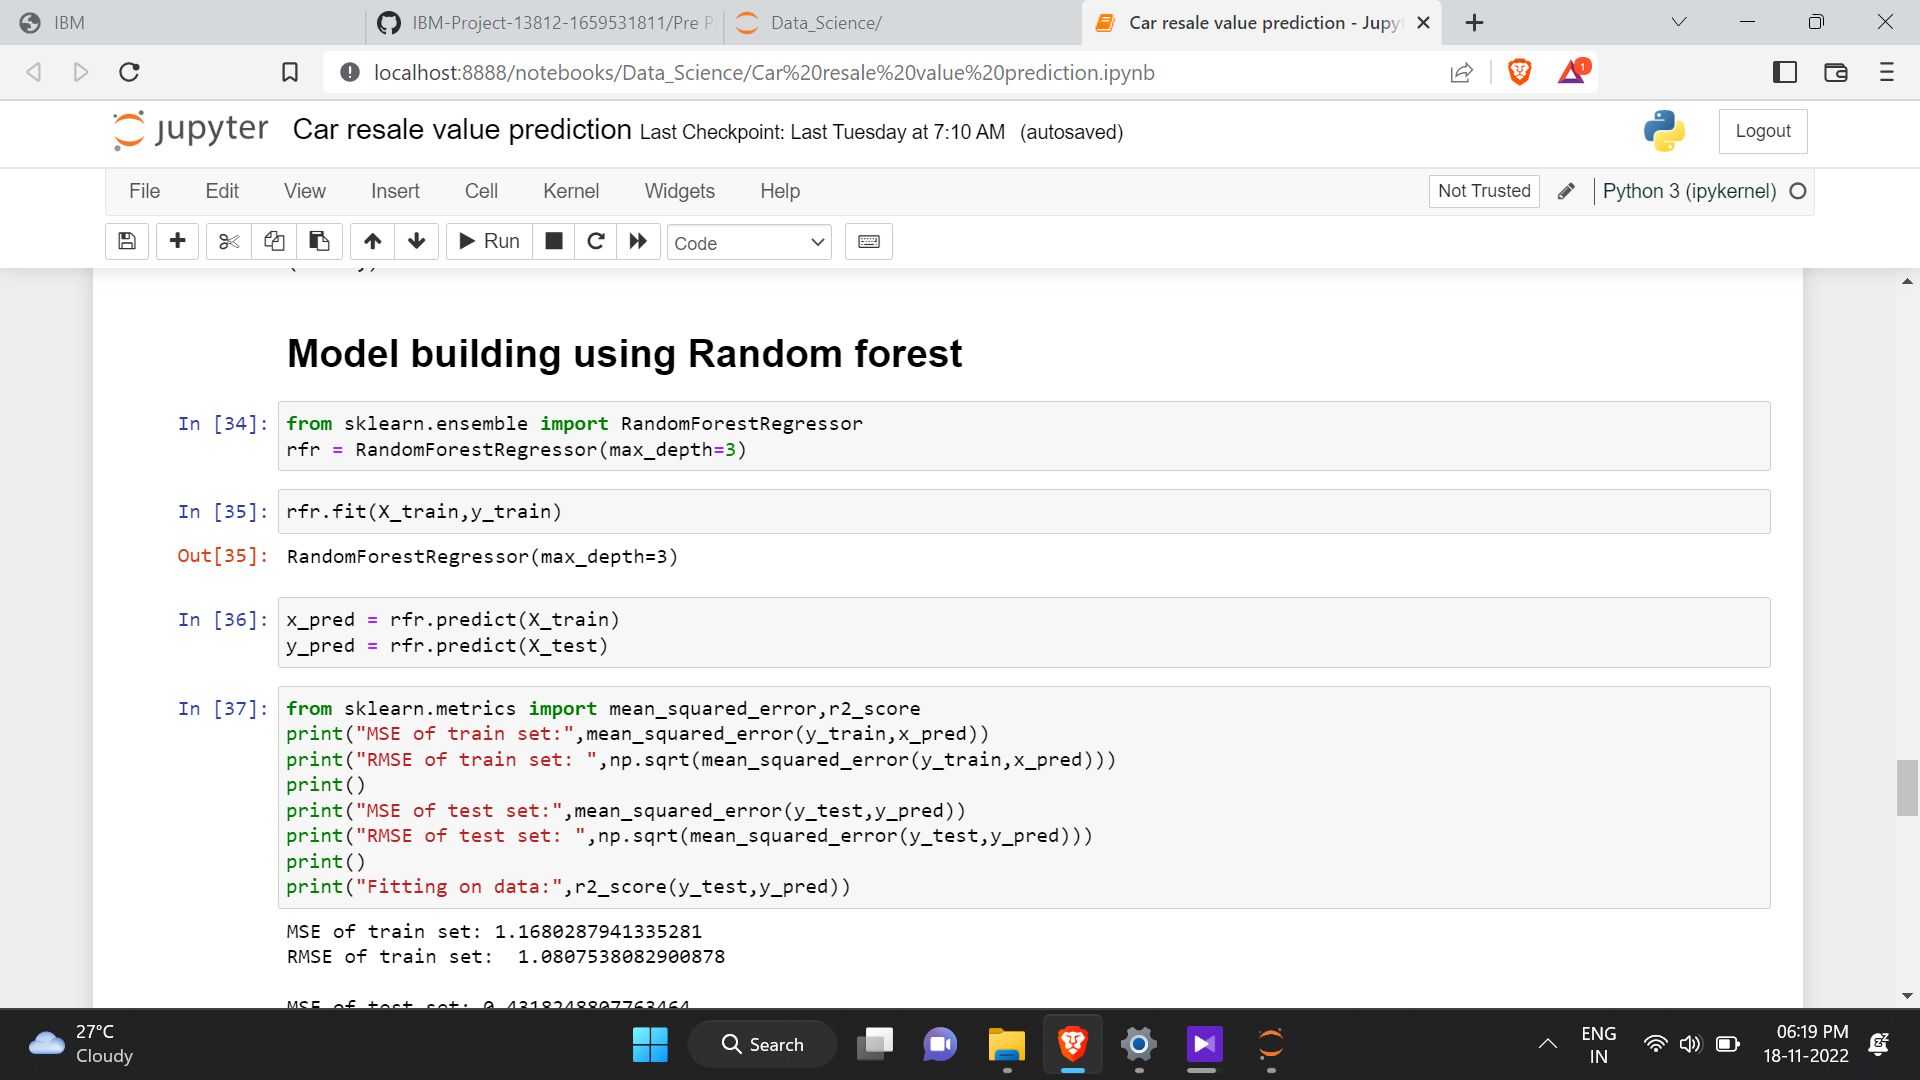 IBM
IBM-Project-13812-1659531811/Pre P
Data_Science/
Car resale value prediction - Jupy
localhost:8888/notebooks/Data_Science/Car%20resale%20value%20prediction.ipynb
1
jupyter Car resale value prediction Last Checkpoint: Last Tuesday at 7:10 AM (autosaved)
Logout
File Edit View Insert Cell Kernel Widgets Help
Not Trusted Python 3 (ipykernel)
Run Code
Model building using Random forest
In [34]: from sklearn.ensemble import RandomForestRegressor
rfr = RandomForestRegressor(max_depth=3)
In [35]: rfr.fit(X_train,y_train)
Out[35]: RandomForestRegressor(max_depth=3)
In [36]: x_pred = rfr.predict(X_train)
y_pred = rfr.predict(X_test)
In [37]: from sklearn.metrics import mean_squared_error,r2_score
print("MSE of train set:",mean_squared_error(y_train,x_pred))
print("RMSE of train set: ",np.sqrt(mean_squared_error(y_train,x_pred)))
print()
print("MSE of test set:",mean_squared_error(y_test,y_pred))
print("RMSE of test set: ",np.sqrt(mean_squared_error(y_test,y_pred)))
print()
print("Fitting on data:",r2_score(y_test,y_pred))
MSE of train set: 1.1680287941335281
RMSE of train set:  1.0807538082900878
MSE of test set: 0.4318248807763464
27°C
Cloudy
Search
ENG
IN
06:19 PM
18-11-2022